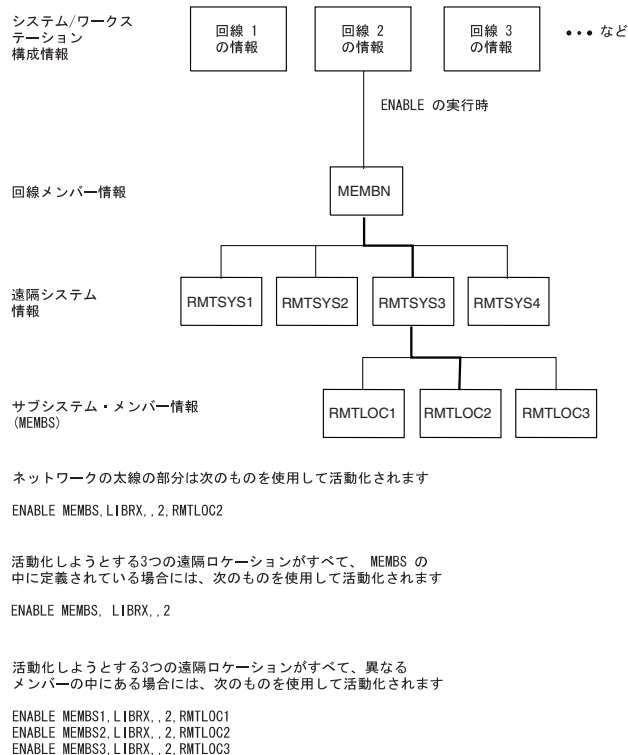 システム/ワークス
テーション
構成情報
回線 1
の情報
回線 2
の情報
回線 3
の情報
••• など
ENABLE の実行時
回線メンバー情報
MEMBN
遠隔システム
情報
RMTSYS1
RMTSYS2
RMTSYS3
RMTSYS4
サブシステム・メンバー情報
(MEMBS)
RMTLOC1
RMTLOC2
RMTLOC3
ネットワークの太線の部分は次のものを使用して活動化されます
ENABLE MEMBS,LIBRX,,2,RMTLOC2
活動化しようとする3つの遠隔ロケーションがすべて、 MEMBS の
中に定義されている場合には、次のものを使用して活動化されます
ENABLE MEMBS, LIBRX,,2
活動化しようとする3つの遠隔ロケーションがすべて、異なる
メンバーの中にある場合には、次のものを使用して活動化されます
ENABLE MEMBS1,LIBRX,,2,RMTLOC1
ENABLE MEMBS2,LIBRX,,2,RMTLOC2
ENABLE MEMBS3,LIBRX,,2,RMTLOC3